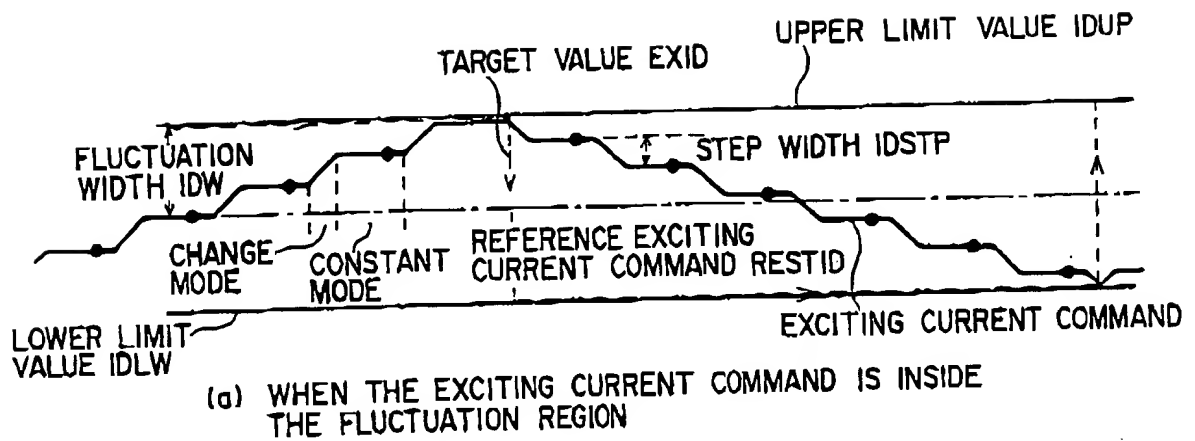 UPPER LIMIT VALUE IDUP
TARGET VALUE EXID
FLUCTUATION
WIDTH IDW
STEP WIDTH IDSTP
CHANGE
MODE
CONSTANT
MODE
REFERENCE EXCITING
CURRENT COMMAND RESTID
LOWER LIMIT
VALUE IDLW
EXCITING CURRENT COMMAND
(a) WHEN THE EXCITING CURRENT COMMAND IS INSIDE
THE FLUCTUATION REGION